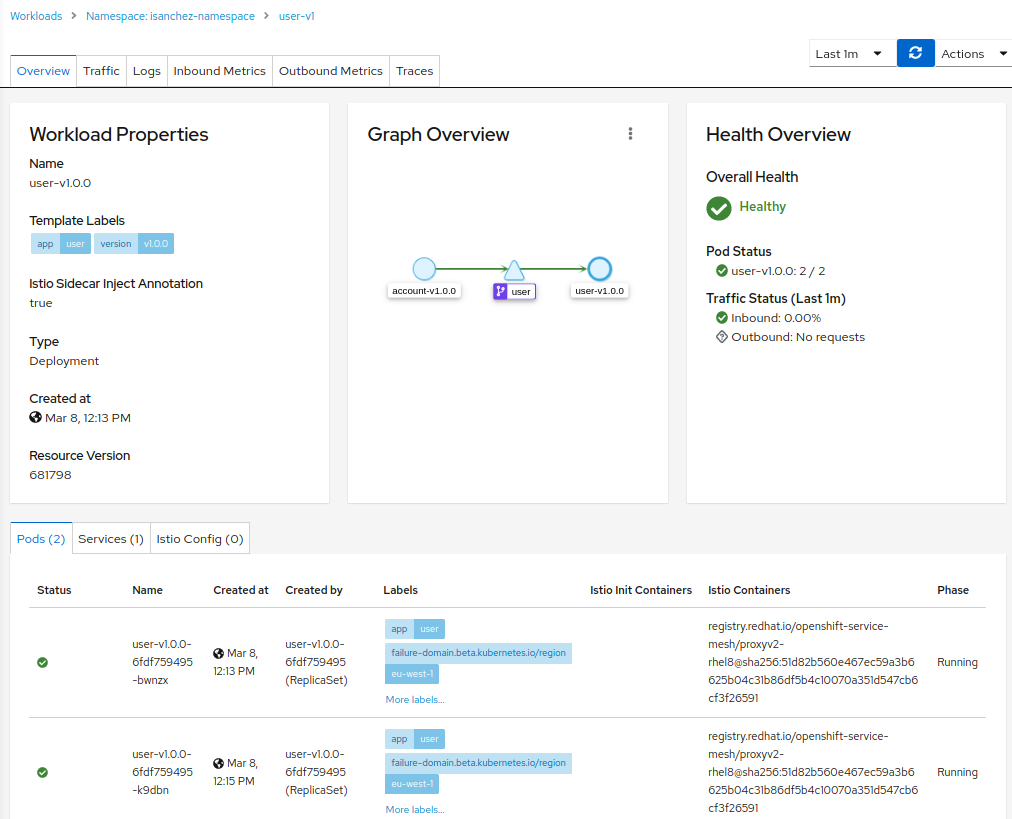 Workloads > Namespace: isanchez-namespace > user-v1
Last 1m
Actions
Overview Traffic Logs Inbound Metrics Outbound Metrics Traces
Workload Properties
Name
user-v1.0.0
Template Labels
app user version v1.0.0
Istio Sidecar Inject Annotation
true
Type
Deployment
Created at
Mar 8, 12:13 PM
Resource Version
681798
Graph Overview
account-v1.0.0
user
user-v1.0.0
Health Overview
Overall Health
Healthy
Pod Status
user-v1.0.0: 2 / 2
Traffic Status (Last 1m)
Inbound: 0.00%
Outbound: No requests
Pods (2) Services (1) Istio Config (0)
Status Name Created at Created by Labels Istio Init Containers Istio Containers Phase
user-v1.0.0-
6fdf759495
-bwnzx
Mar 8,
12:13 PM
user-v1.0.0-
6fdf759495
(ReplicaSet)
app user
failure-domain.beta.kubernetes.io/region
eu-west-1
More labels...
registry.redhat.io/openshift-service-
mesh/proxyv2-
rhel8@sha256:51d82b560e467ec59a3b6
625b04c31b86df5b4c10070a351d547cb6
cf3f26591
Running
user-v1.0.0-
6fdf759495
-k9dbn
Mar 8,
12:15 PM
user-v1.0.0-
6fdf759495
(ReplicaSet)
app user
failure-domain.beta.kubernetes.io/region
eu-west-1
More labels...
registry.redhat.io/openshift-service-
mesh/proxyv2-
rhel8@sha256:51d82b560e467ec59a3b6
625b04c31b86df5b4c10070a351d547cb6
cf3f26591
Running